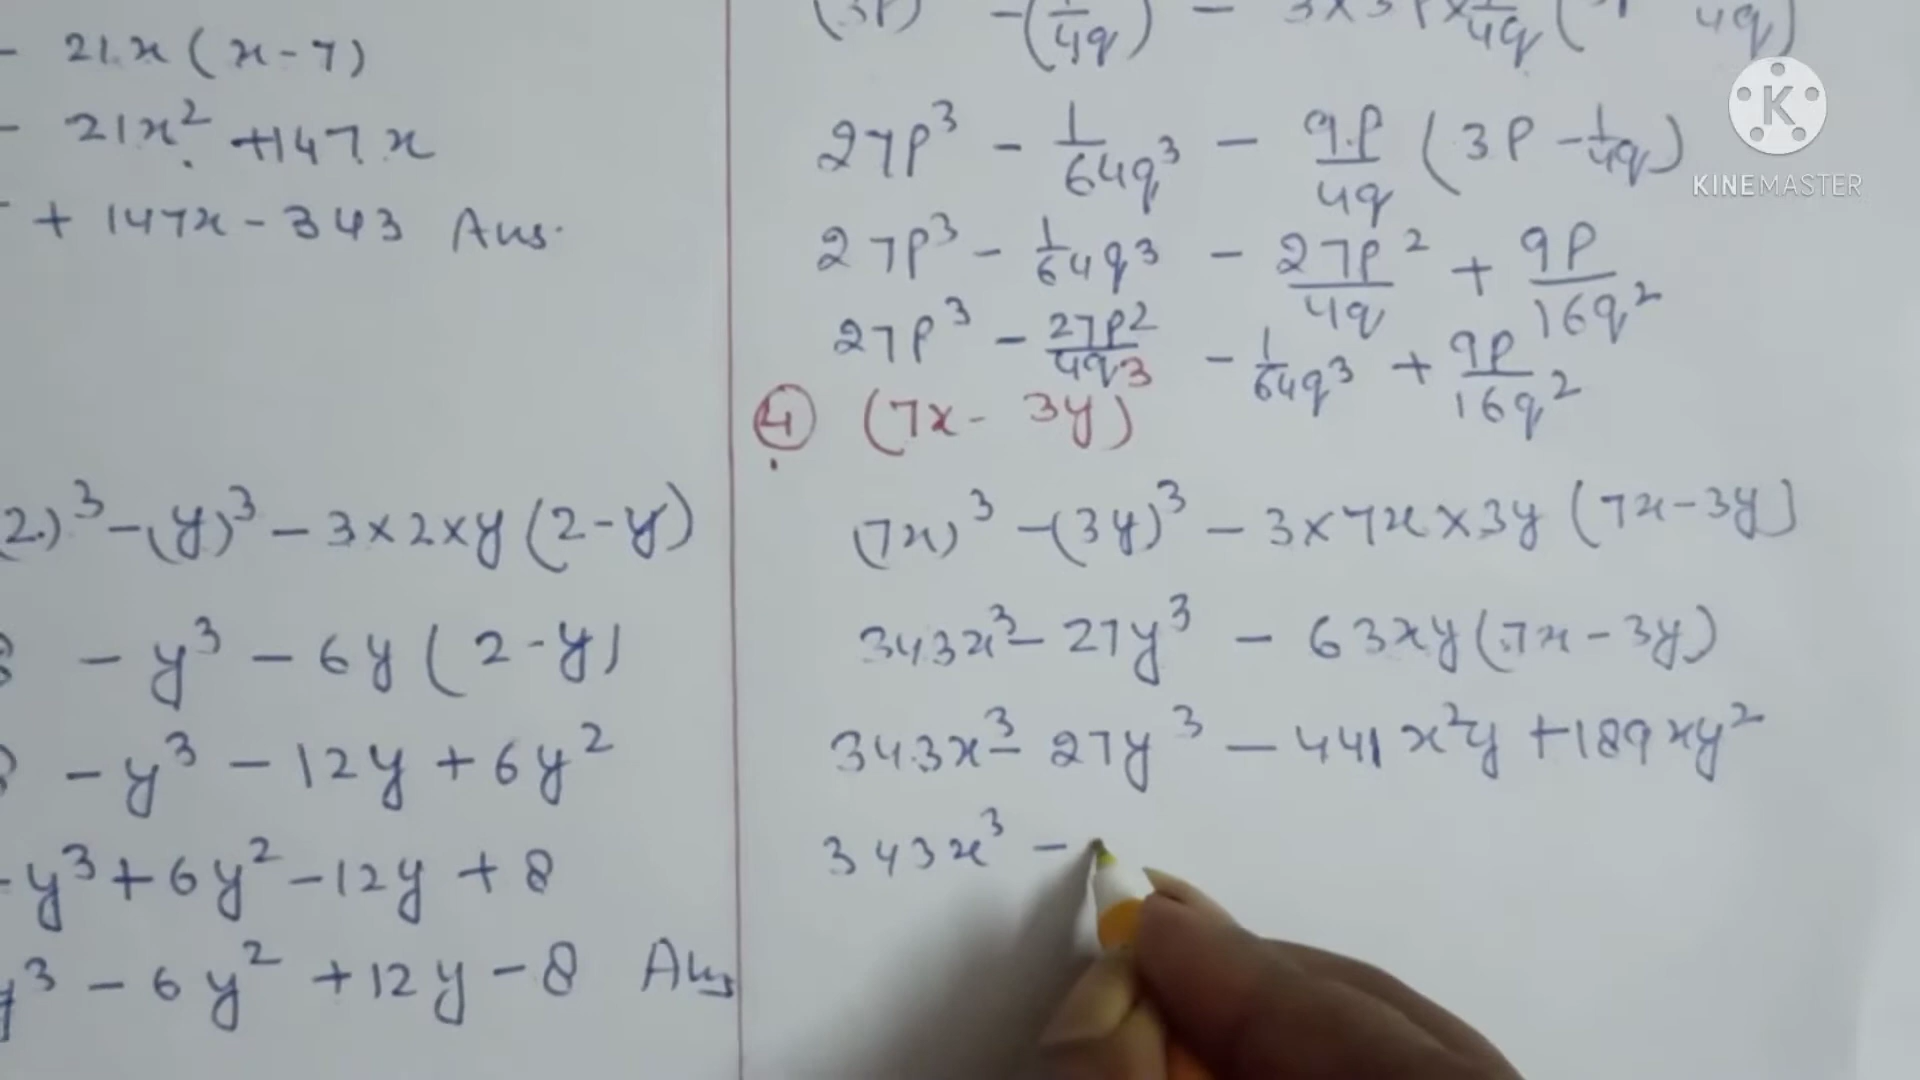 - 21x(x-7)
- 21x² +147x
+ 147x - 343 Ans.
(2)³-(y)³-3×2×y(2-y)
- y³ - 6y(2-y)
- y³ - 12y + 6y²
-y³+6y²-12y+8
y³ - 6y² +12y-8 Ans
27p³ - 1/64q³ - 9p/4q (3p - 1/4q)
27p³ - 1/64q³ - 27p²/4q + 9p/16q²
27p³ - 27p²/4q - 1/64q³ + 9p/16q²
④ (7x - 3y)³
(7x)³ -(3y)³ - 3×7x×3y(7x-3y)
343x³- 27y³ - 63xy(7x-3y)
343x³- 27y³ - 441x²y +189xy²
343x³ -
K
KINEMASTER